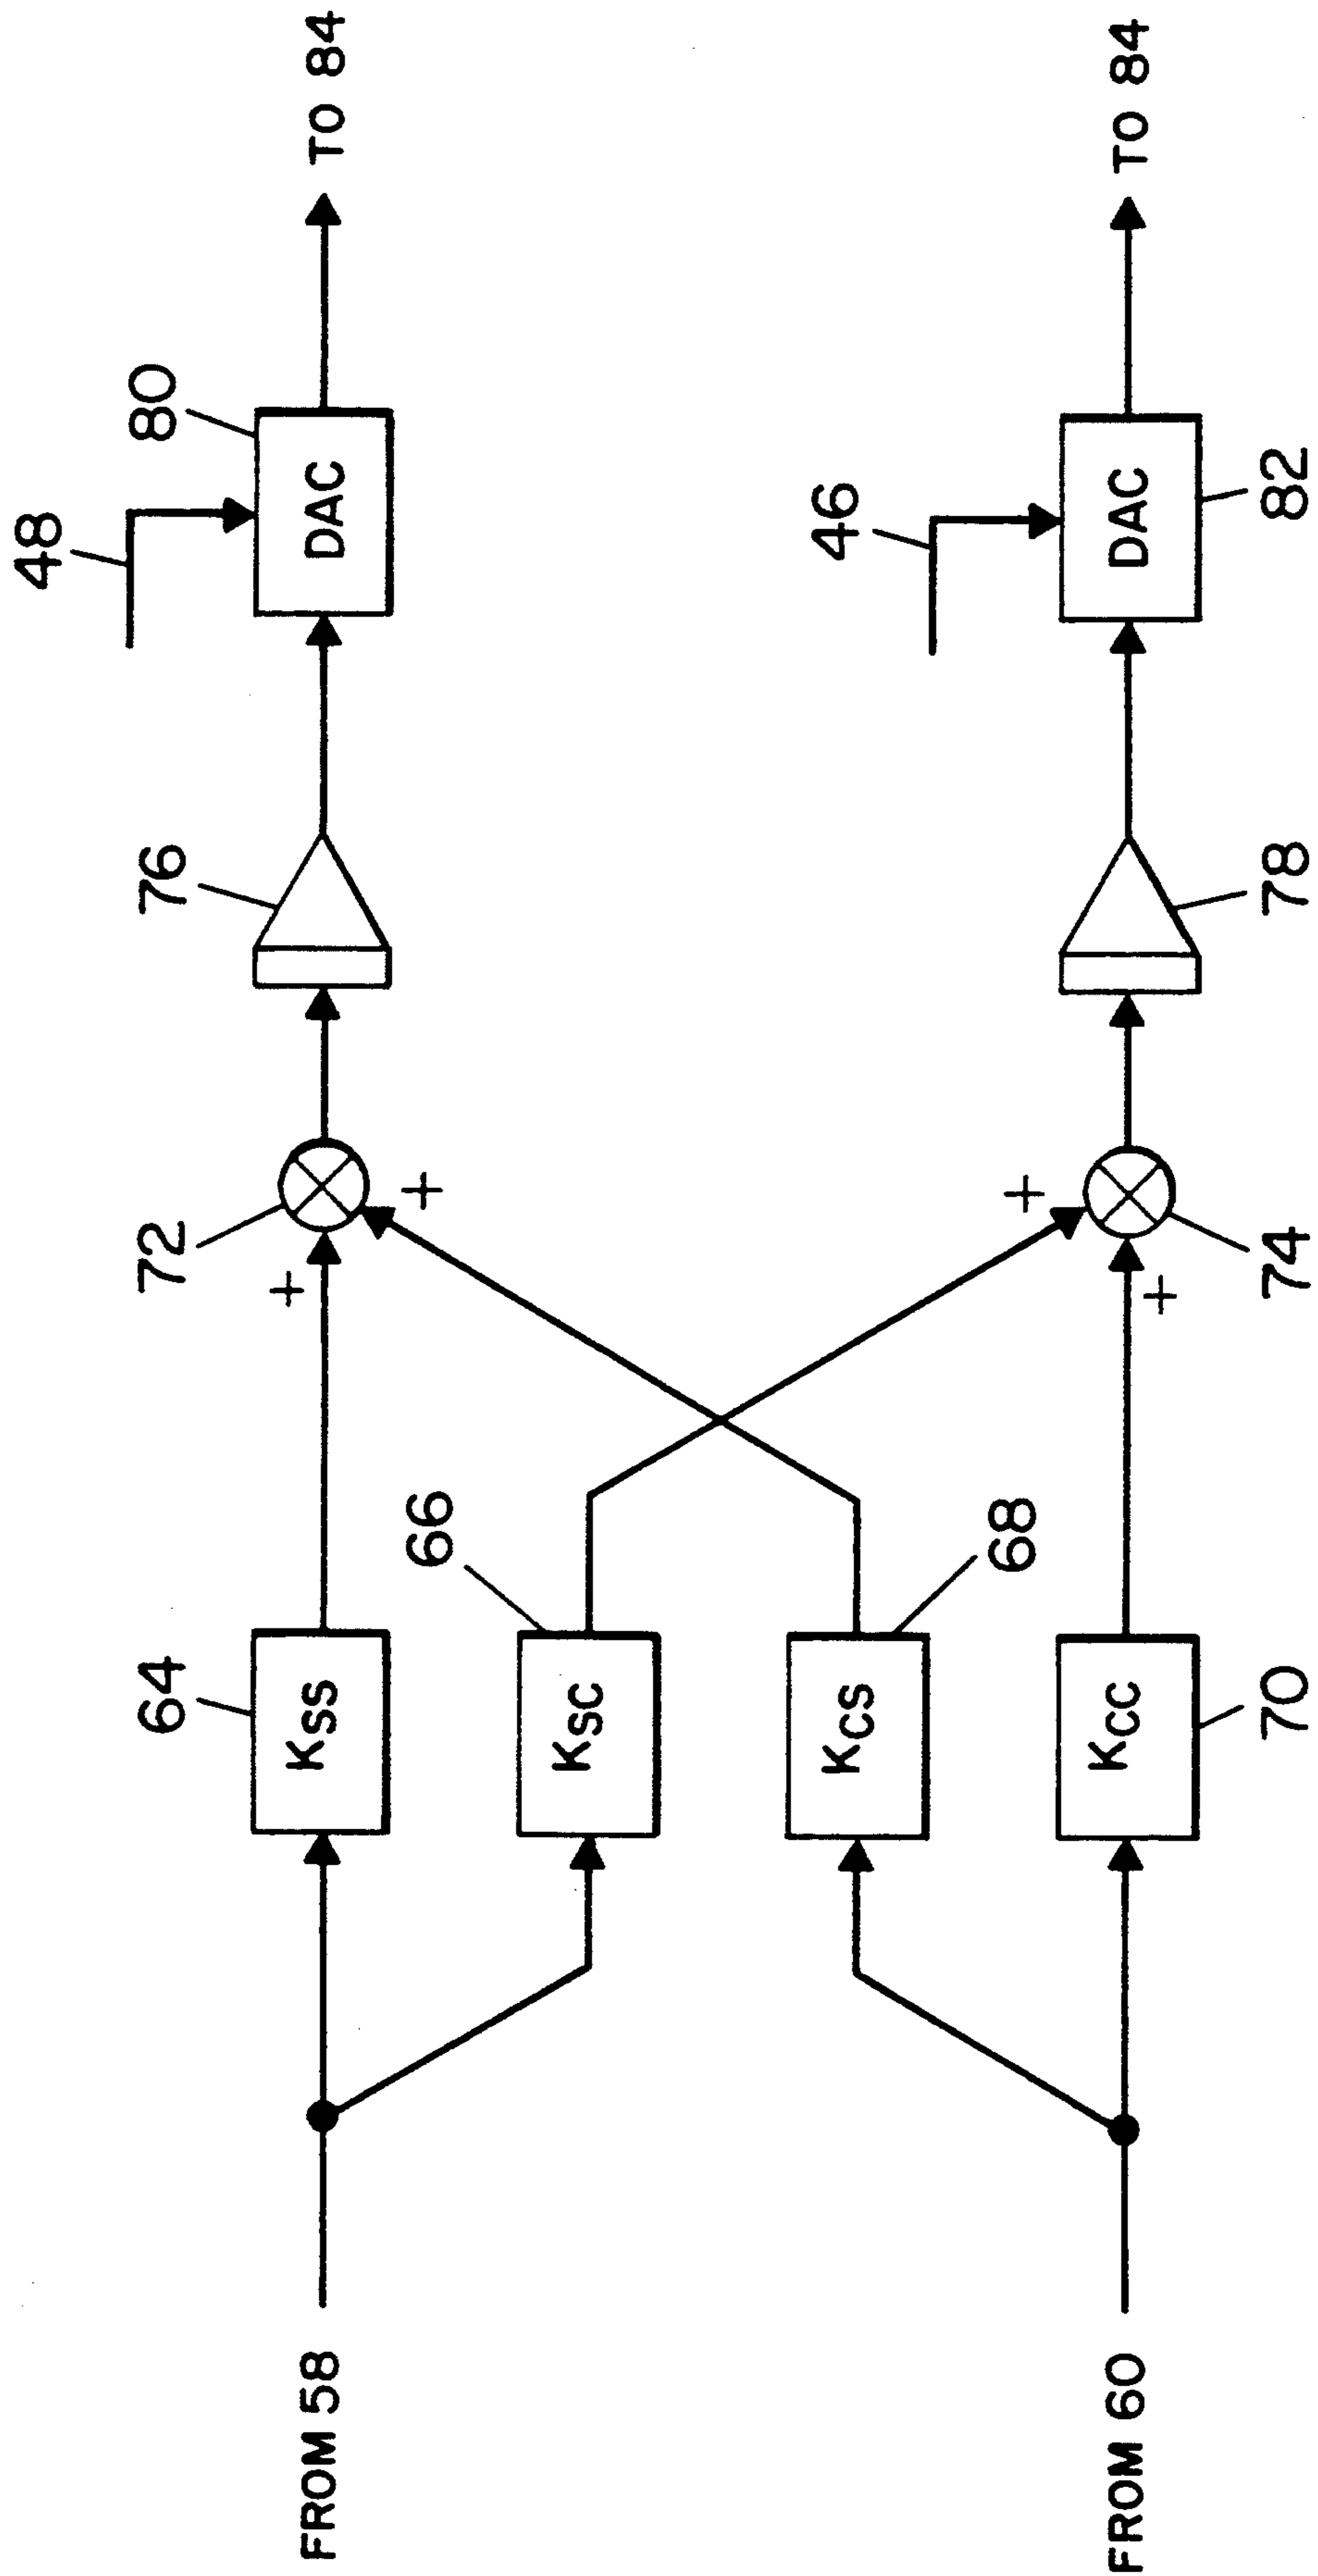 48
80
DAC
TO 84
64
KSS
72
+
+
76
FROM 58
66
KSC
46
68
KCS
+
+
DAC
TO 84
FROM 60
KCC
70
74
78
82